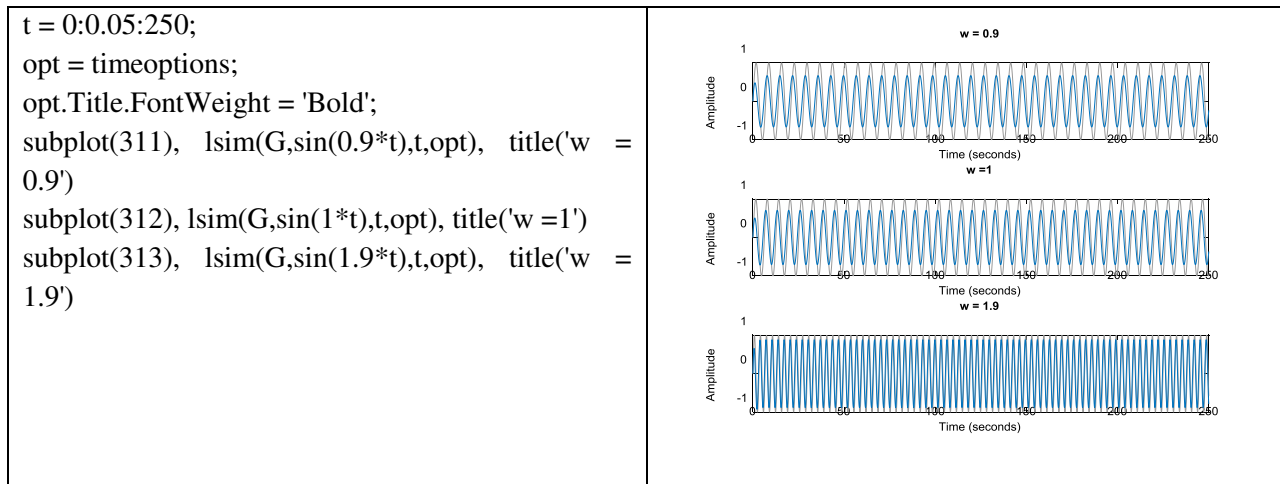 t = 0:0.05:250;
opt = timeoptions;
opt.Title.FontWeight = 'Bold';
subplot(311), lsim(G,sin(0.9*t),t,opt), title('w =
0.9')
subplot(312), lsim(G,sin(1*t),t,opt), title('w =1')
subplot(313), lsim(G,sin(1.9*t),t,opt), title('w =
1.9')
w = 0.9
1
0
-1
Amplitude
0 50 100 150 200 250
Time (seconds)
w =1
1
0
-1
Amplitude
0 50 100 150 200 250
Time (seconds)
w = 1.9
1
0
-1
Amplitude
0 50 100 150 200 250
Time (seconds)